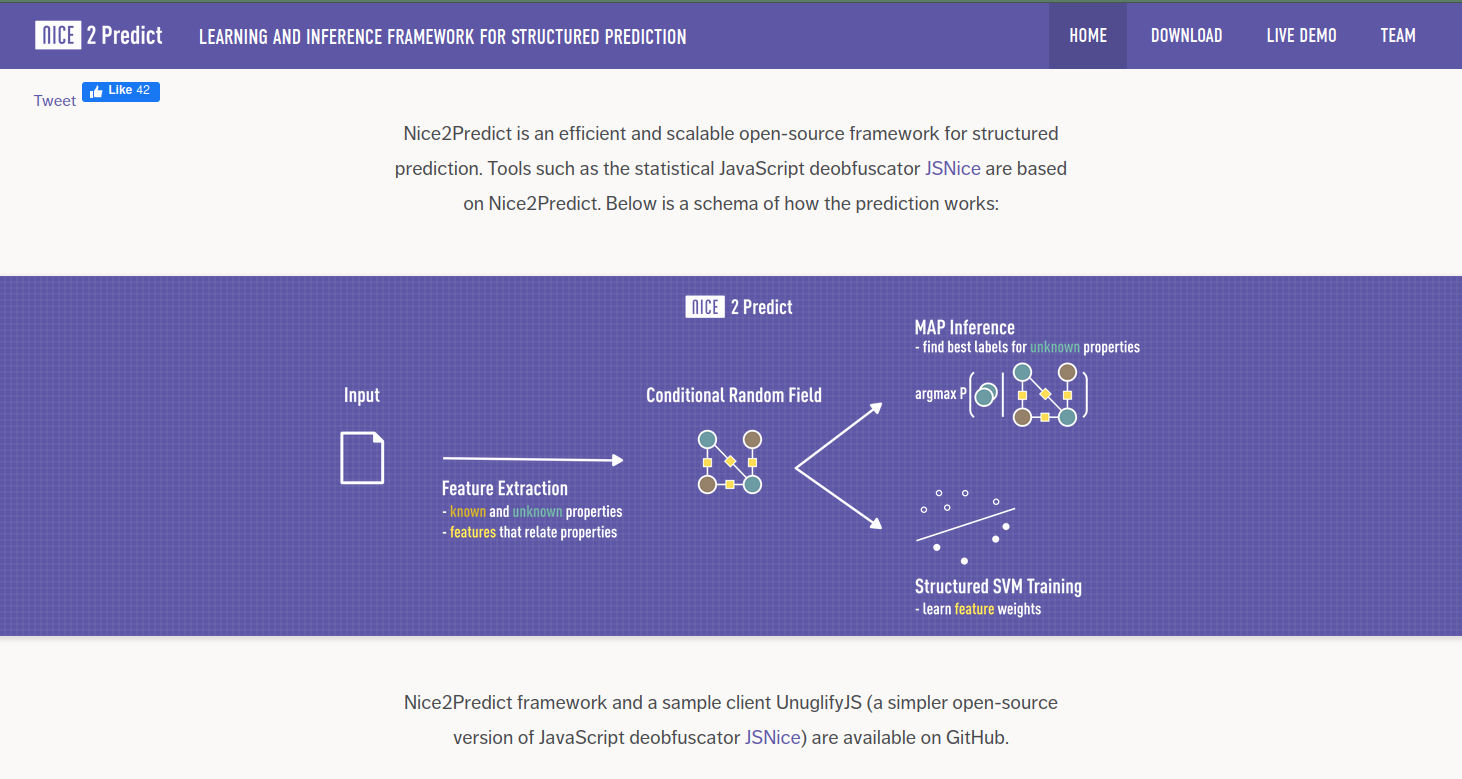 NICE 2 Predict LEARNING AND INFERENCE FRAMEWORK FOR STRUCTURED PREDICTION HOME DOWNLOAD LIVE DEMO TEAM
Tweet Like 42
Nice2Predict is an efficient and scalable open-source framework for structured
prediction. Tools such as the statistical JavaScript deobfuscator JSNice are based
on Nice2Predict. Below is a schema of how the prediction works:
NICE 2 Predict
Input
Feature Extraction
- known and unknown properties
- features that relate properties
Conditional Random Field
MAP Inference
- find best labels for unknown properties
argmax P
Structured SVM Training
- learn feature weights
Nice2Predict framework and a sample client UnuglifyJS (a simpler open-source
version of JavaScript deobfuscator JSNice) are available on GitHub.